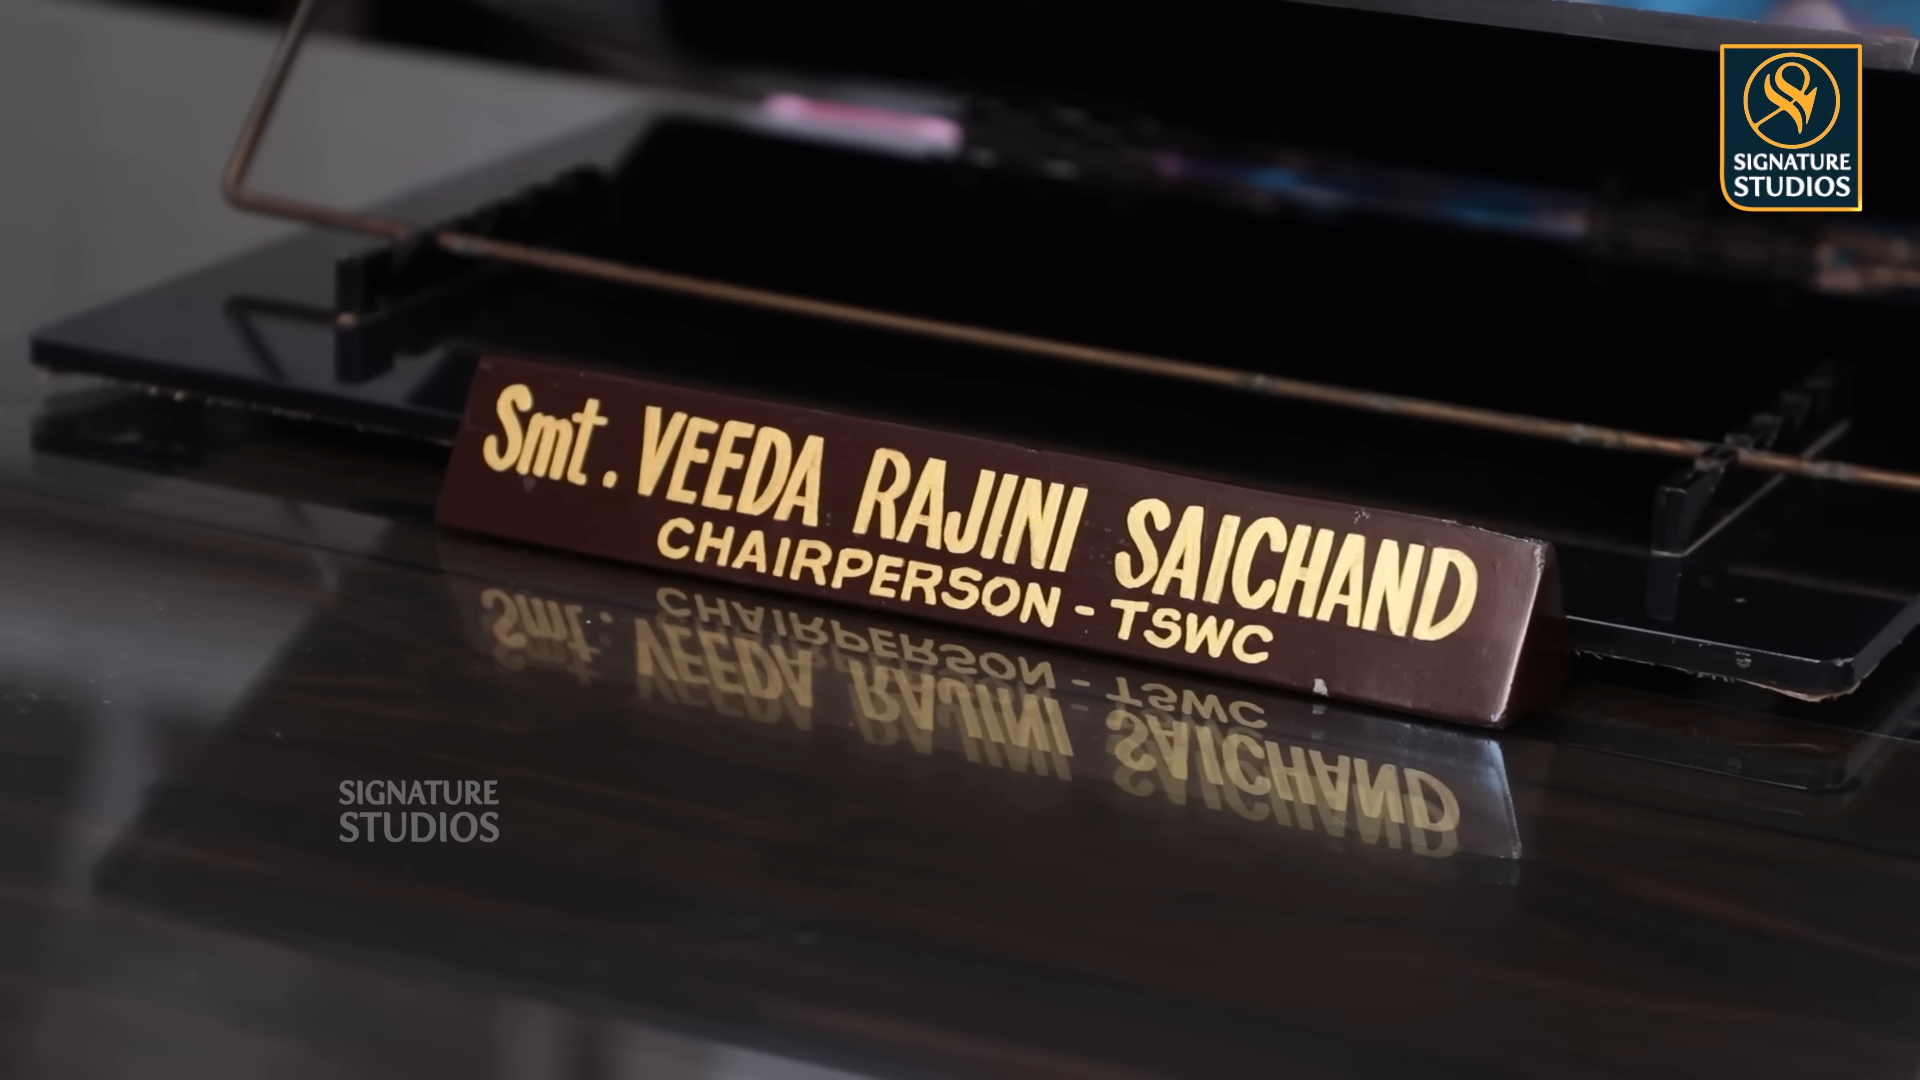 SIGNATURE
STUDIOS
Smt. VEEDA RAJINI SAICHAND
CHAIRPERSON - TSWC
SIGNATURE
STUDIOS